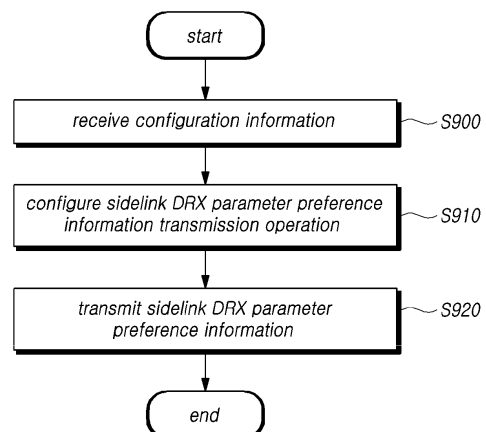 start
receive configuration information
S900
configure sidelink DRX parameter preference
information transmission operation
S910
transmit sidelink DRX parameter
preference information
S920
end